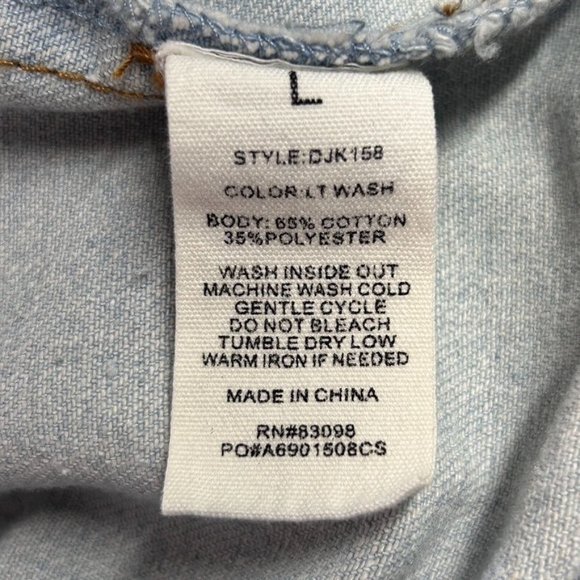 L
STYLE:DJK158
COLOR:LT WASH
BODY: 65% COTTON
35%POLYESTER
WASH INSIDE OUT
MACHINE WASH COLD
GENTLE CYCLE
DO NOT BLEACH
TUMBLE DRY LOW
WARM IRON IF NEEDED
MADE IN CHINA
RN#83098
PO#A6901508CS